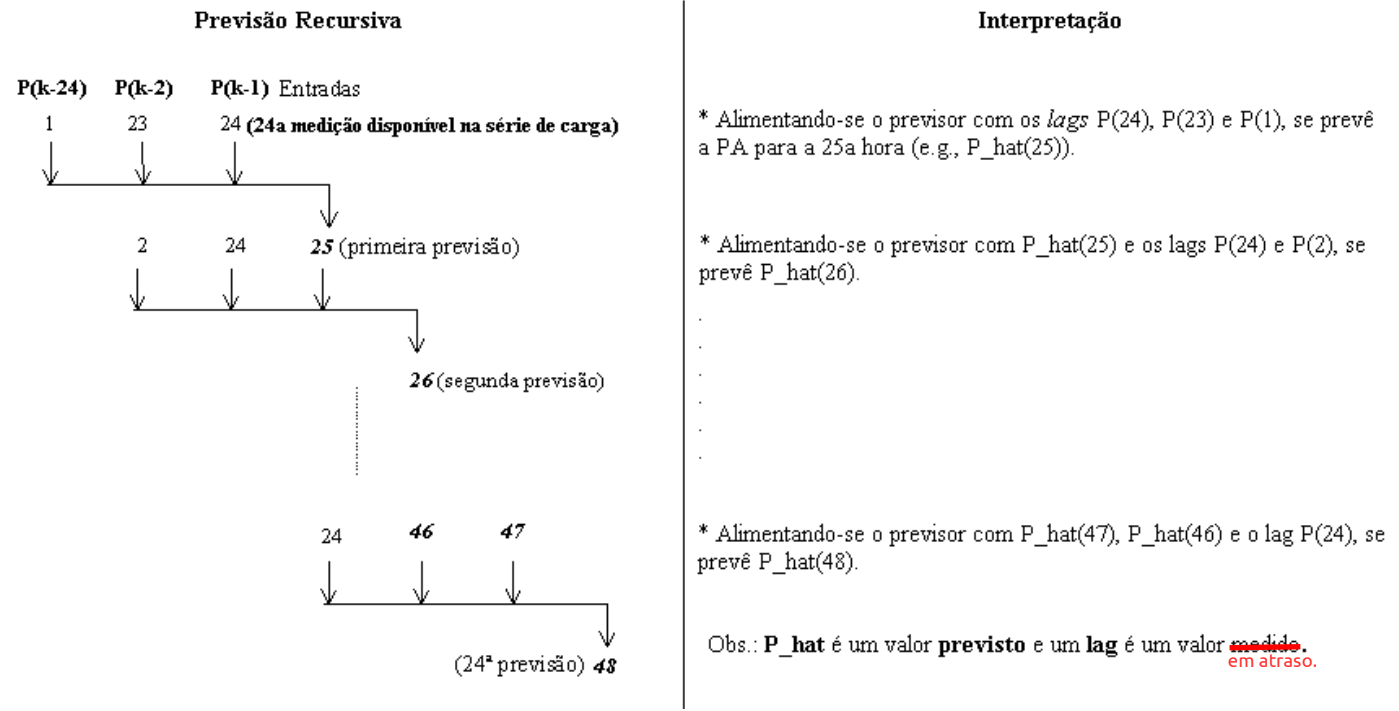 Previsão Recursiva
P(k-24) P(k-2) P(k-1) Entradas
1 23 24 (24a medição disponível na série de carga)
2 24 25 (primeira previsão)
26 (segunda previsão)
24 46 47
(24ª previsão) 48
Interpretação
* Alimentando-se o previsor com os lags P(24), P(23) e P(1), se prevê
a PA para a 25a hora (e.g., P_hat(25)).
* Alimentando-se o previsor com P_hat(25) e os lags P(24) e P(2), se
prevê P_hat(26).
.
.
.
.
.
.
* Alimentando-se o previsor com P_hat(47), P_hat(46) e o lag P(24), se
prevê P_hat(48).
Obs.: P_hat é um valor previsto e um lag é um valor medido.
em atraso.